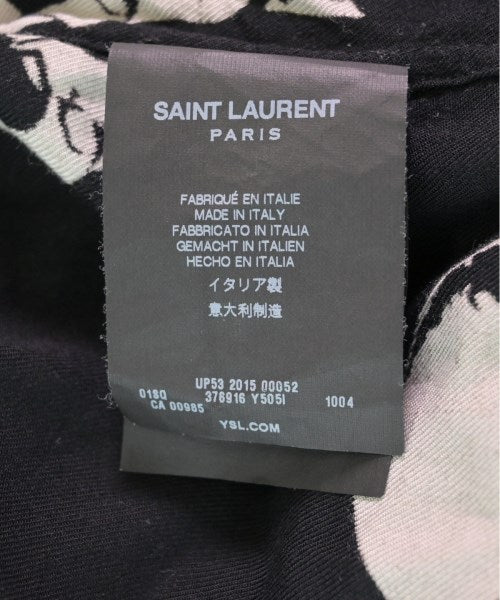 SAINT LAURENT
PARIS
FABRIQUÉ EN ITALIE
MADE IN ITALY
FABBRICATO IN ITALIA
GEMACHT IN ITALIEN
HECHO EN ITALIA
イタリア製
意大利制造
UP53 2015 00052
01SQ 376916 Y505I 1004
CA 00985
YSL.COM